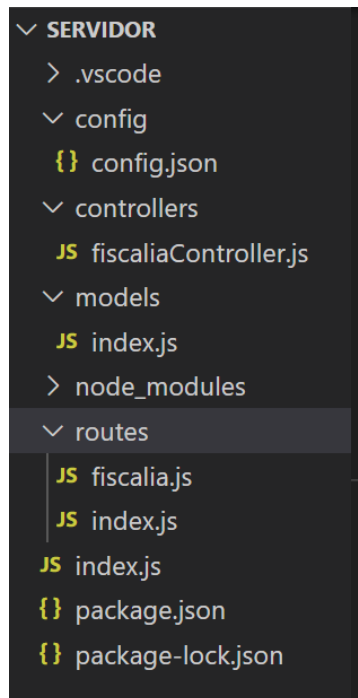 SERVIDOR
.vscode
config
{} config.json
controllers
JS fiscaliaController.js
models
JS index.js
node_modules
routes
JS fiscalia.js
JS index.js
JS index.js
{} package.json
{} package-lock.json